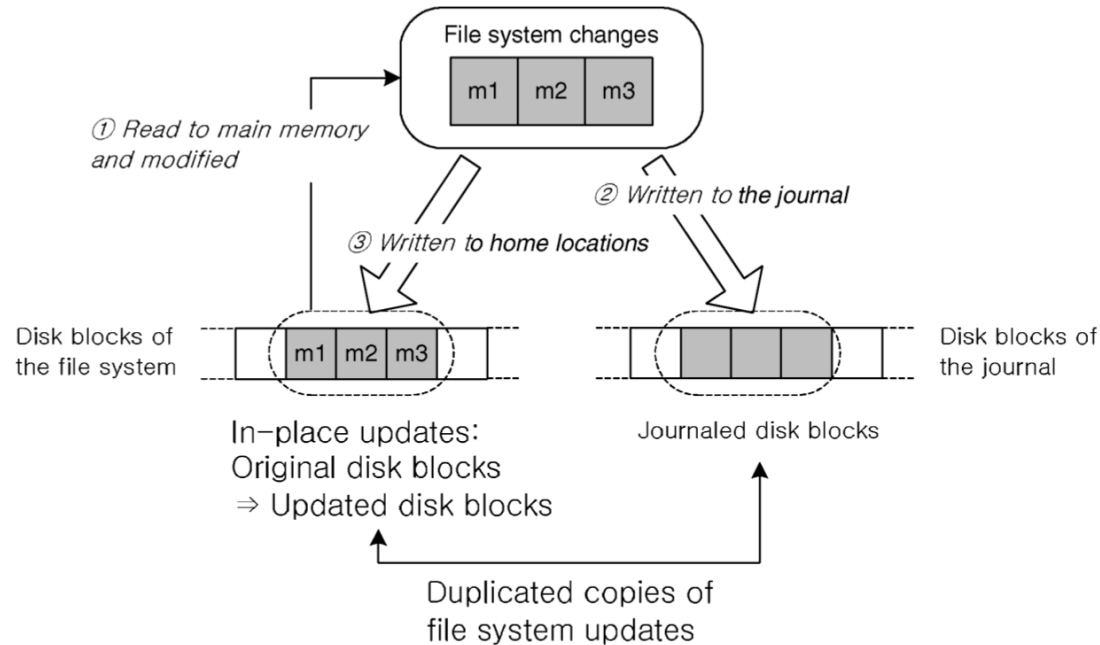 File system changes
m1 m2 m3
① Read to main memory
and modified
② Written to the journal
③ Written to home locations
Disk blocks of
the file system
m1 m2 m3
Disk blocks of
the journal
In-place updates:
Original disk blocks
⇒ Updated disk blocks
Journaled disk blocks
Duplicated copies of
file system updates